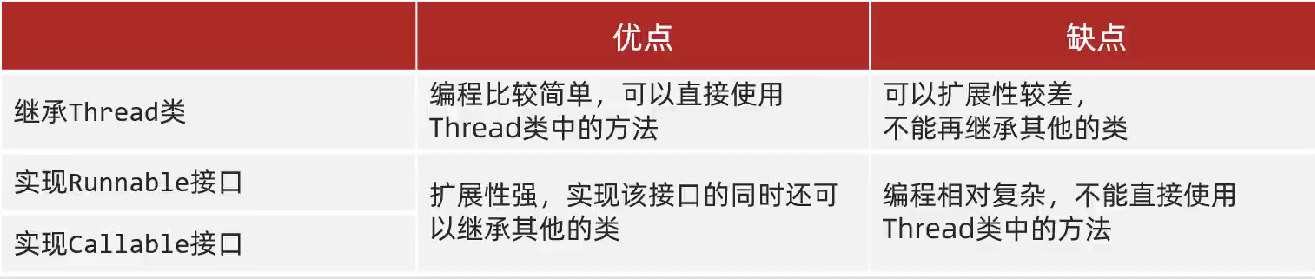 优点
缺点
继承Thread类
编程比较简单，可以直接使用
Thread类中的方法
可以扩展性较差，
不能再继承其他的类
实现Runnable接口
实现Callable接口
扩展性强，实现该接口的同时还可
以继承其他的类
编程相对复杂，不能直接使用
Thread类中的方法